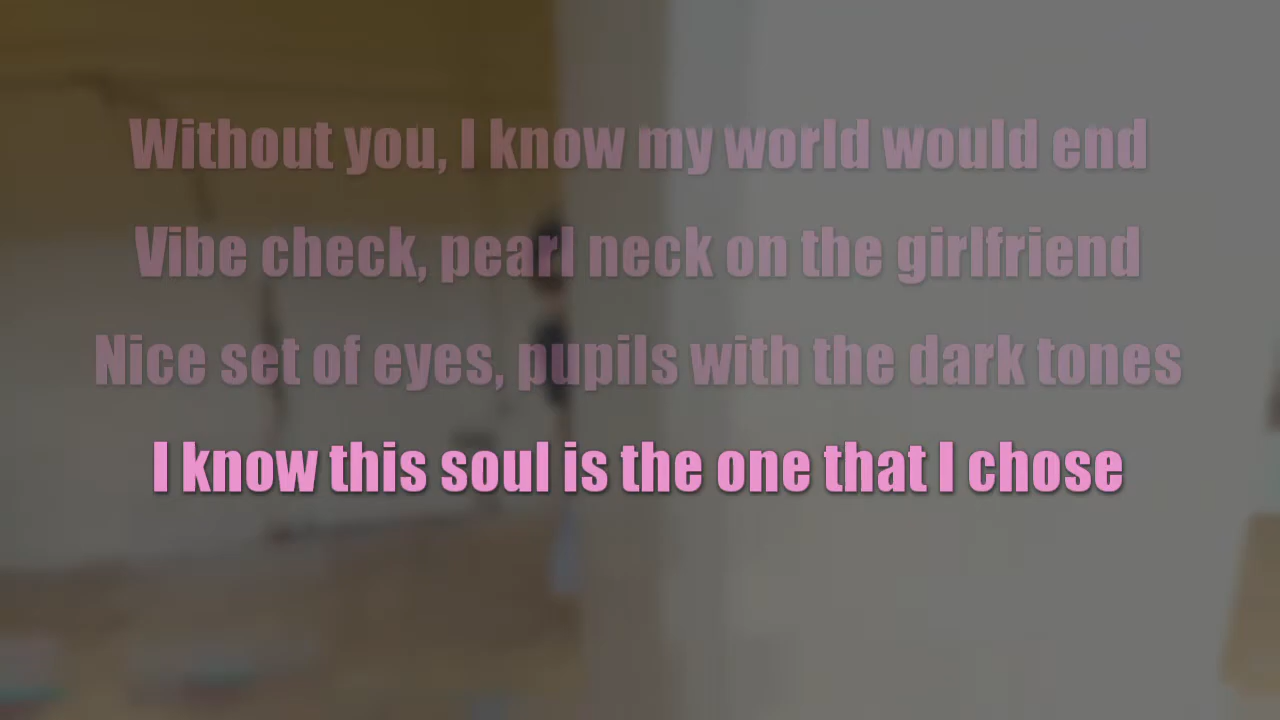 Without you, I know my world would end
Vibe check, pearl neck on the girlfriend
Nice set of eyes, pupils with the dark tones
I know this soul is the one that I chose